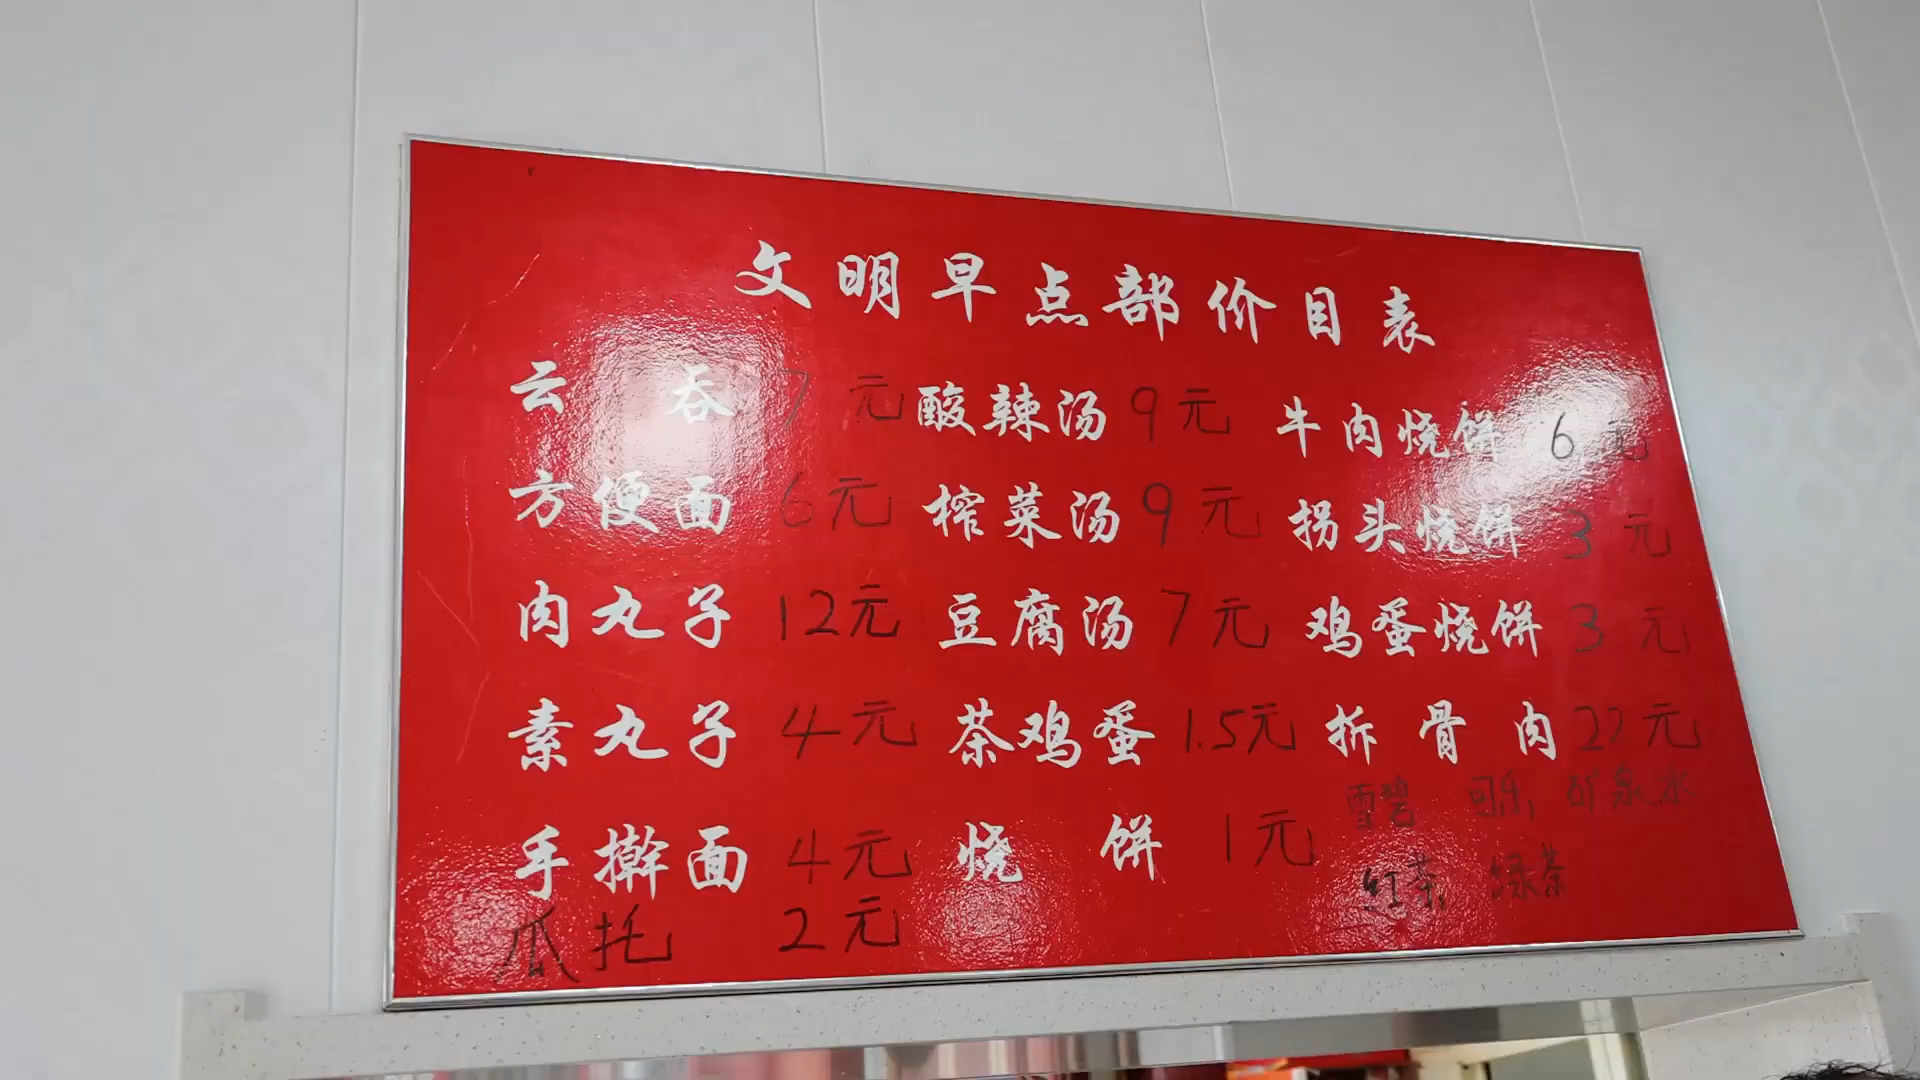 文明早点部价目表
云吞 7元 酸辣汤 9元 牛肉烧饼 6元
方便面 6元 榨菜汤 9元 拐头烧饼 3元
肉丸子 12元 豆腐汤 7元 鸡蛋烧饼 3元
素丸子 4元 茶鸡蛋 1.5元 拆骨肉 22元
雪碧 可乐 矿泉水
手擀面 4元 烧饼 1元
紅茶 绿茶
瓜托 2元